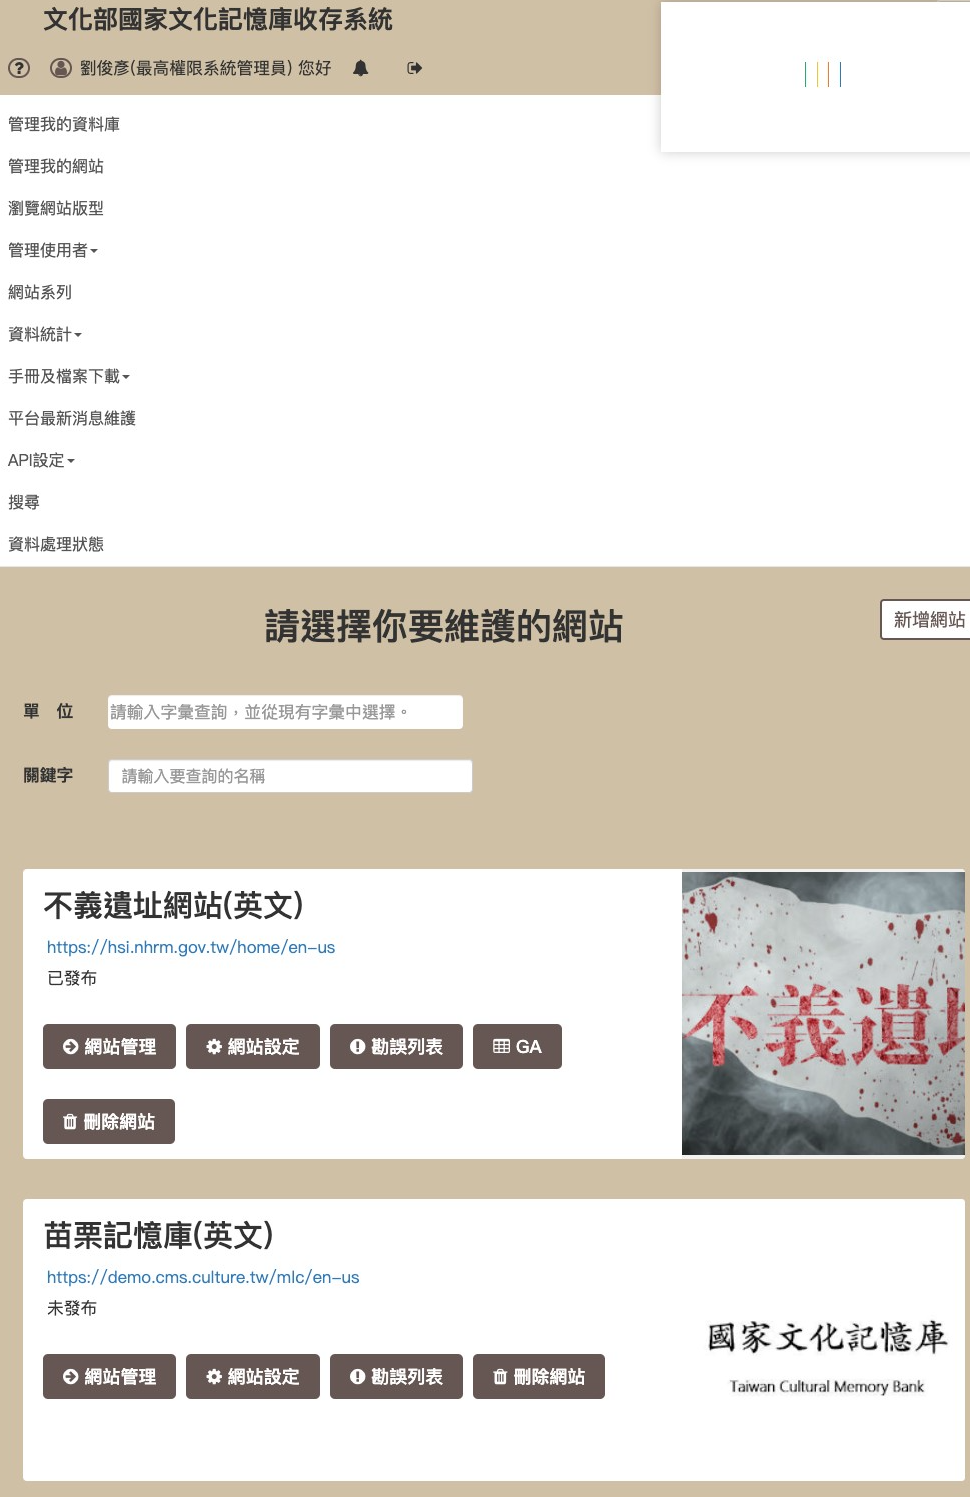 文化部國家文化記憶庫收存系統
劉俊彥(最高權限系統管理員) 您好
管理我的資料庫
管理我的網站
瀏覽網站版型
管理使用者
網站系列
資料統計
手冊及檔案下載
平台最新消息維護
API設定
搜尋
資料處理狀態
請選擇你要維護的網站
新增網站
單 位
請輸入字彙查詢，並從現有字彙中選擇。
關鍵字
請輸入要查詢的名稱
不義遺址網站(英文)
https://hsi.nhrm.gov.tw/home/en-us
已發布
網站管理 網站設定 勘誤列表 GA
刪除網站
不義遺址
苗栗記憶庫(英文)
https://demo.cms.culture.tw/mlc/en-us
未發布
網站管理 網站設定 勘誤列表 刪除網站
國家文化記憶庫
Taiwan Cultural Memory Bank